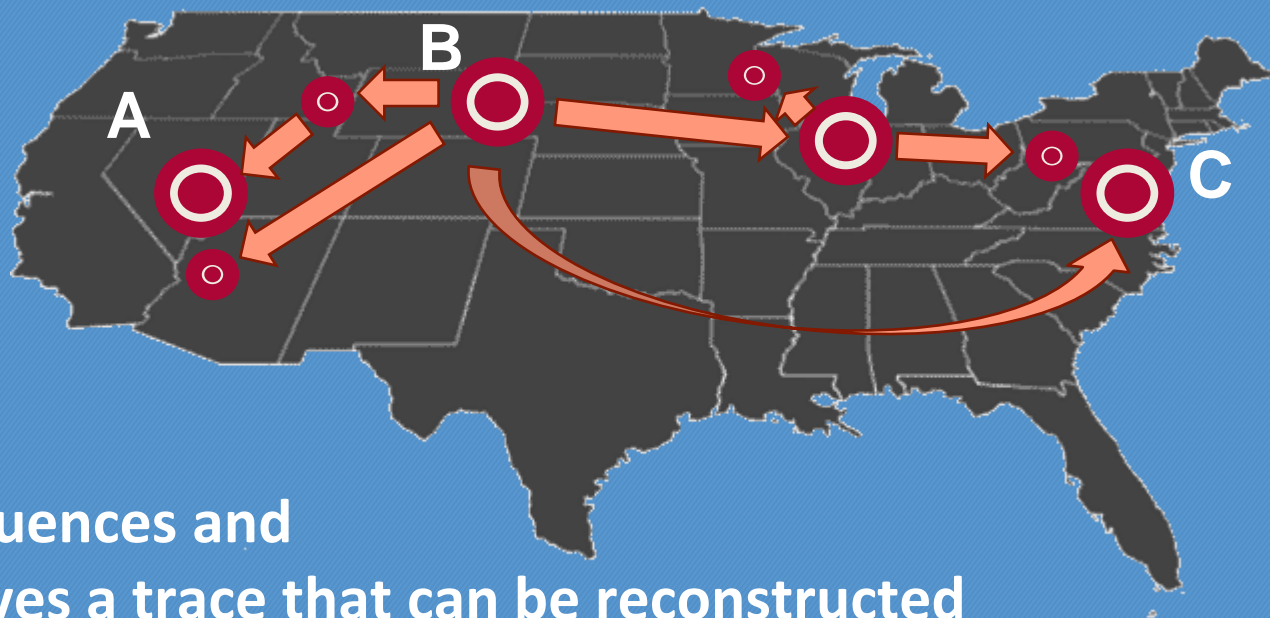 B
A
C
uences and
ves a trace that can be reconstructed